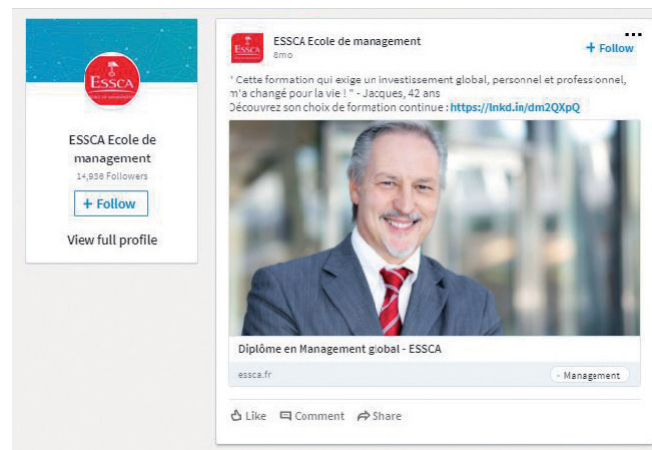 ESSCA
ESSCA Ecole de
management
14,936 Followers
+ Follow
View full profile
ESSCA
ESSCA Ecole de management
8mo
+ Follow
" Cette formation qui exige un investissement global, personnel et professionnel,
m'a changé pour la vie ! " - Jacques, 42 ans
Découvrez son choix de formation continue : https://lnkd.in/dm2QXpQ
Diplôme en Management global - ESSCA
essca.fr
- Management
Like Comment Share